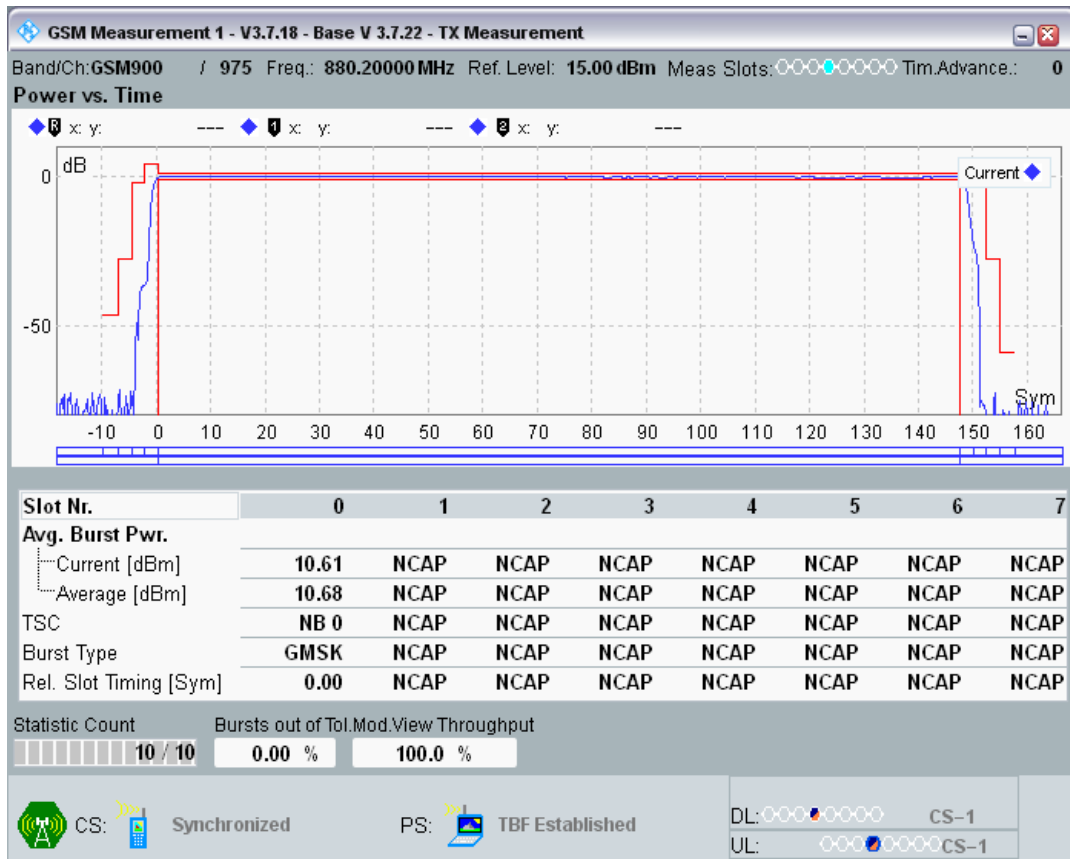 GSM Measurement 1 - V3.7.18 - Base V 3.7.22 - TX Measurement
Band/Ch:GSM900 / 975 Freq.: 880.20000 MHz Ref. Level: 15.00 dBm Meas Slots: Tim.Advance.: 0
Power vs. Time
R x: y: --- 1 x: y: --- 2 x: y: ---
dB
Current
0
-50
Sym
-10 0 10 20 30 40 50 60 70 80 90 100 110 120 130 140 150 160
Slot Nr. 0 1 2 3 4 5 6 7
Avg. Burst Pwr.
Current [dBm] 10.61 NCAP NCAP NCAP NCAP NCAP NCAP NCAP
Average [dBm] 10.68 NCAP NCAP NCAP NCAP NCAP NCAP NCAP
TSC NB 0 NCAP NCAP NCAP NCAP NCAP NCAP NCAP
Burst Type GMSK NCAP NCAP NCAP NCAP NCAP NCAP NCAP
Rel. Slot Timing [Sym] 0.00 NCAP NCAP NCAP NCAP NCAP NCAP NCAP
Statistic Count Bursts out of Tol.Mod.View Throughput
10 / 10 0.00 % 100.0 %
CS: Synchronized PS: TBF Established
DL: CS-1
UL: CS-1